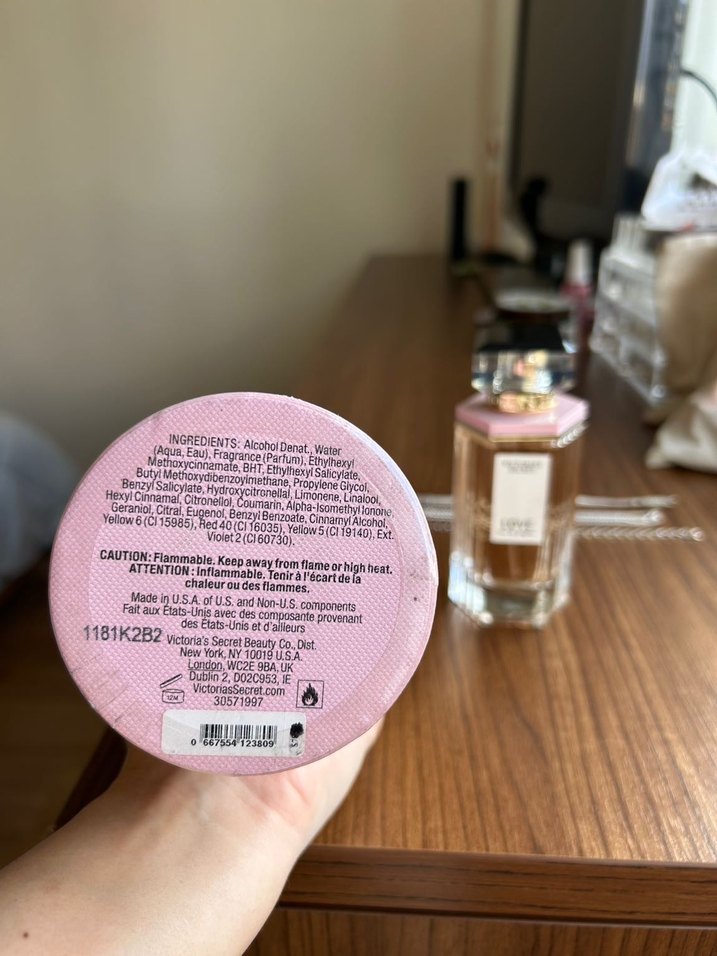 INGREDIENTS: Alcohol Denat., Water
(Aqua, Eau), Fragrance (Parfum), Ethylhexyl
Methoxycinnamate, BHT, Ethylhexyl Salicylate,
Butyl Methoxydibenzoylmethane, Propylene Glycol,
Benzyl Salicylate, Hydroxycitronellal, Limonene, Linalool,
Hexyl Cinnamal, Citronellol, Coumarin, Alpha-Isomethyl Ionone,
Geraniol, Citral, Eugenol, Benzyl Benzoate, Cinnamyl Alcohol,
Yellow 6 (CI 15985), Red 40 (CI 16035), Yellow 5 (CI 19140), Ext.
Violet 2 (CI 60730).
CAUTION: Flammable. Keep away from flame or high heat.
ATTENTION : Inflammable. Tenir à l'écart de la
chaleur ou des flammes.
Made in U.S.A. of U.S. and Non-U.S. components
Fait aux États-Unis avec des composante provenant
des États-Unis et d'ailleurs
1181K2B2
Victoria's Secret Beauty Co., Dist.
New York, NY 10019 U.S.A.
London, WC2E 9BA, UK
Dublin 2, D02C953, IE
12M
VictoriasSecret.com
30571997
0 667554 123809
VICTORIA'S
SECRET
LOVE